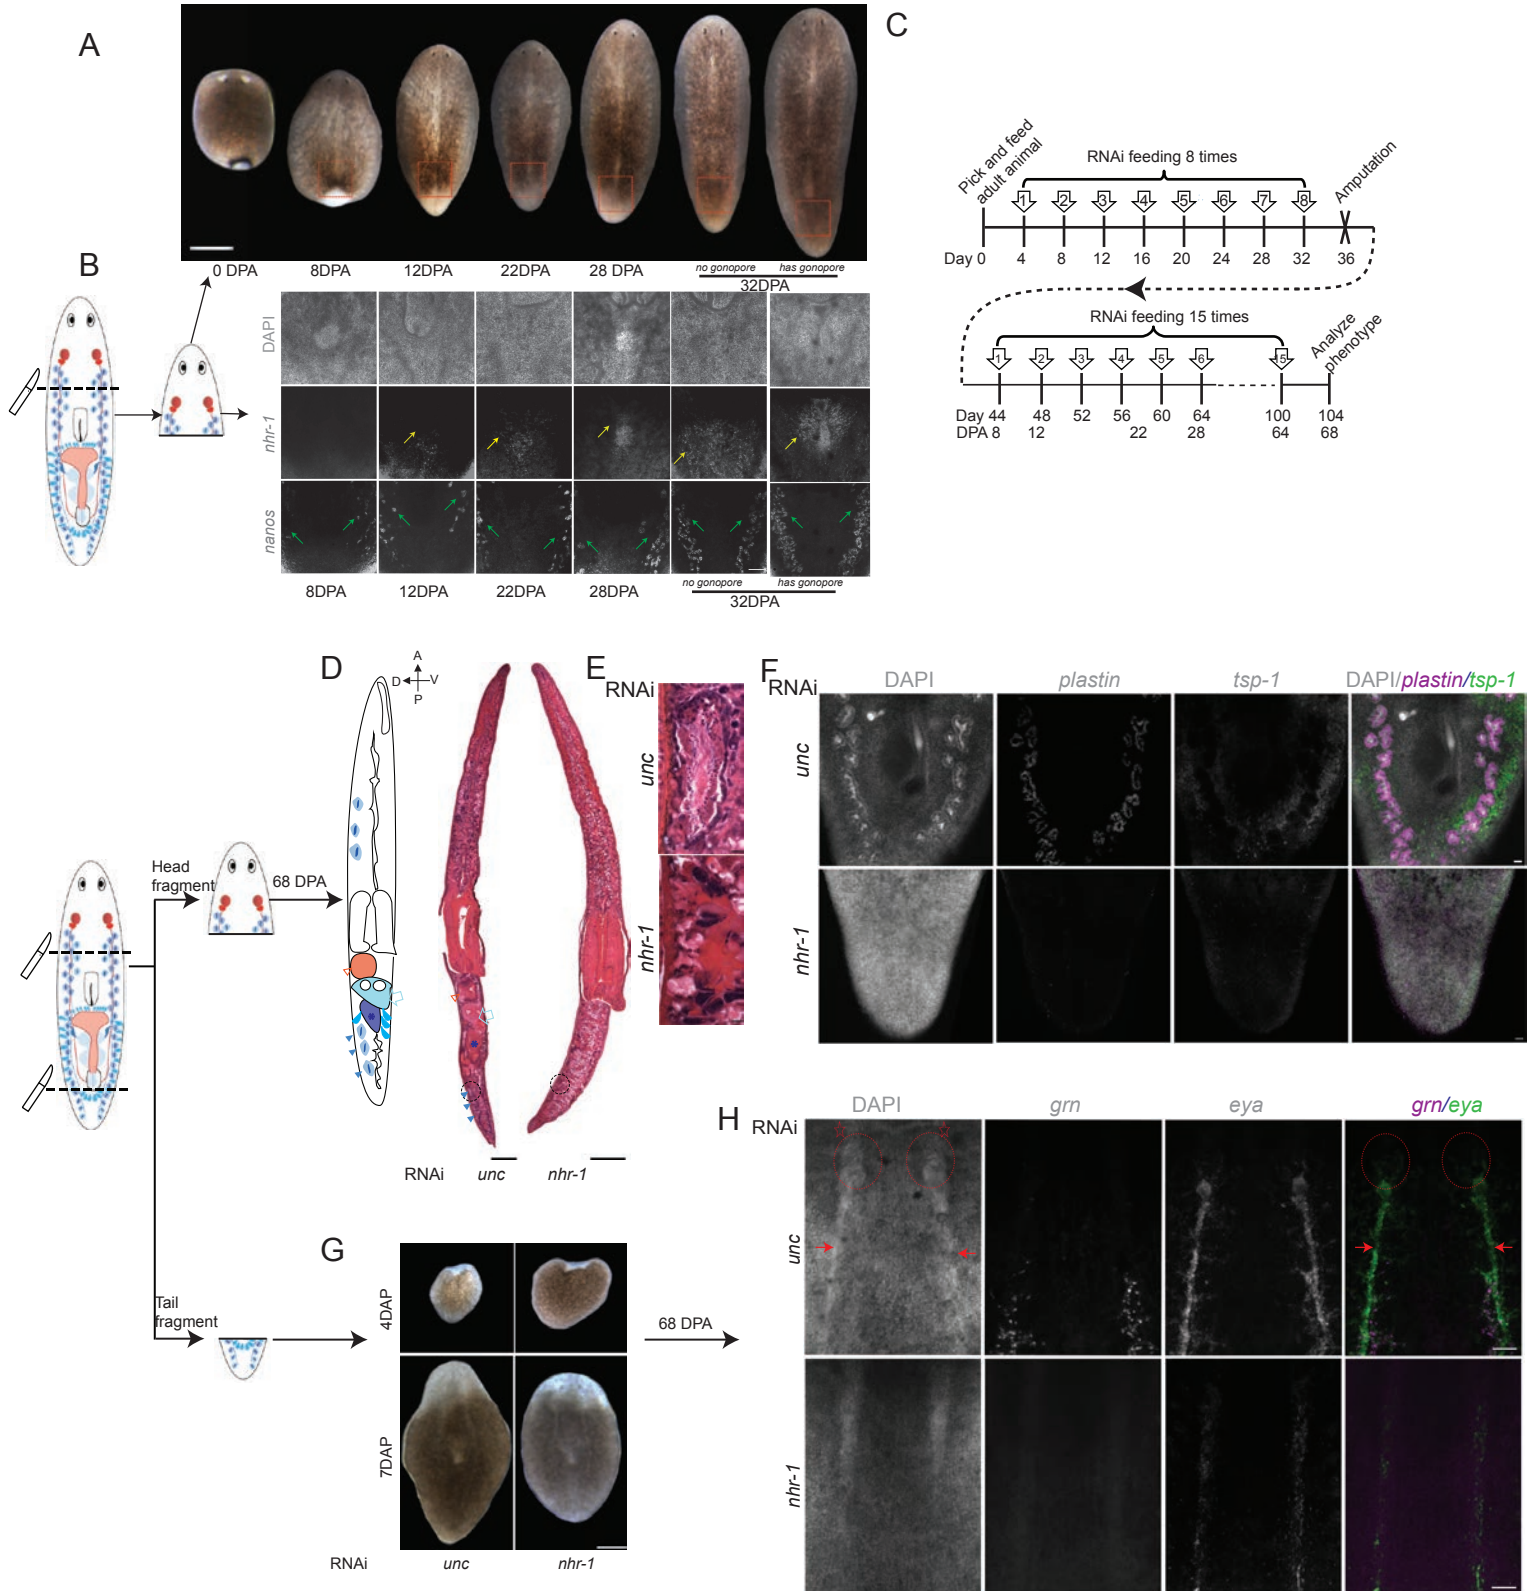 A
0 DPA
8DPA
12DPA
22DPA
28 DPA
no gonopore
has gonopore
32DPA
B
DAPI
nhr-1
nanos
8DPA
12DPA
22DPA
28DPA
no gonopore
has gonopore
32DPA
C
Pick and feed
adult animal
RNAi feeding 8 times
Amputation
1 2 3 4 5 6 7 8
Day 0 4 8 12 16 20 24 28 32 36
RNAi feeding 15 times
Analyze
phenotype
1 2 3 4 5 6 15
Day 44 48 52 56 60 64 100 104
DPA 8 12 22 28 64 68
Head
fragment
68 DPA
Tail
fragment
D
A
D V
P
RNAi unc nhr-1
E
RNAi
unc
nhr-1
F
RNAi
DAPI plastin tsp-1 DAPI/plastin/tsp-1
unc
nhr-1
G
4DAP
7DAP
RNAi unc nhr-1
68 DPA
H
RNAi
DAPI grn eya grn/eya
unc
nhr-1